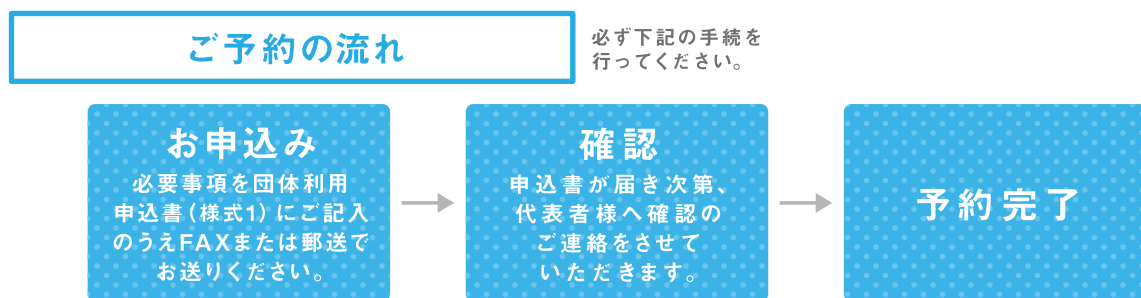 ご予約の流れ
必ず下記の手続を
行ってください。
お申込み
必要事項を団体利用
申込書(様式1)にご記入
のうえFAXまたは郵送で
お送りください。
確認
申込書が届き次第、
代表者様へ確認の
ご連絡をさせて
いただきます。
予約完了